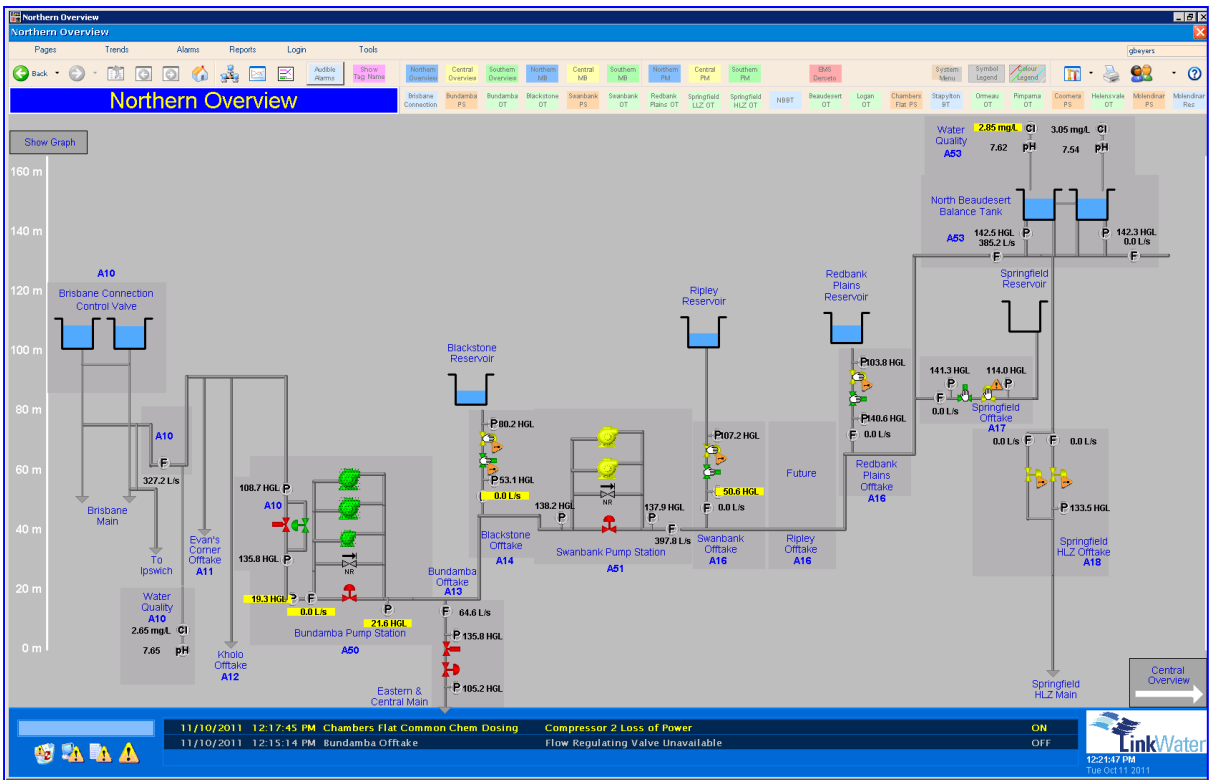 Northern Overview
Northern Overview
Pages Trends Alarms Reports Login Tools gbeyers
Back Audible Alarms Show Tag Name Northern Overview Central Overview Southern Overview Northern MB Central MB Southern MB Northern PM Central PM Southern PM EMS Demeto System Menu Symbol Legend Colour Legend
Northern Overview
Brisbane Connection Bundamba PS Bundamba OT Blackstone OT Swanbank PS Swanbank OT Redbank Plains OT Springfield LLZ OT Springfield HLZ OT NBBT Beaudesert OT Logan OT Chambers Flat PS Stapylton BT Ormeau OT Pimpama OT Coomera PS Helensvale OT Molendinar PS Molendinar Res
Show Graph
160 m
140 m
120 m
100 m
80 m
60 m
40 m
20 m
0 m
Water Quality
A53
2.85 mg/L Cl
7.62 pH
3.05 mg/L Cl
7.54 pH
North Beaudesert
Balance Tank
A53
142.5 HGL P
385.2 L/s
F
P 142.3 HGL
0.0 L/s
F
A10
Brisbane Connection
Control Valve
A10
F
327.2 L/s
Brisbane
Main
To
Ipswich
Water
Quality
A10
2.65 mg/L Cl
7.65 pH
Evan's
Corner
Offtake
A11
Kholo
Offtake
A12
108.7 HGL P
A10
135.8 HGL P
19.3 HGL P F
0.0 L/s
NR
P
21.6 HGL
Bundamba Pump Station
A50
Bundamba
Offtake
A13
F 64.6 L/s
P 135.8 HGL
P 105.2 HGL
Eastern &
Central Main
Blackstone
Reservoir
P 80.2 HGL
P 53.1 HGL
0.0 L/s
F
Blackstone
Offtake
A14
138.2 HGL
P
NR
137.9 HGL
P
F
397.8 L/s
Swanbank Pump Station
A51
Ripley
Reservoir
P 107.2 HGL
P 50.6 HGL
F 0.0 L/s
Swanbank
Offtake
A16
Future
Ripley
Offtake
A16
Redbank
Plains
Reservoir
P 103.8 HGL
P 140.6 HGL
F 0.0 L/s
Redbank
Plains
Offtake
A16
Springfield
Reservoir
141.3 HGL
P
114.0 HGL
P
F
0.0 L/s
Springfield
Offtake
A17
0.0 L/s F F 0.0 L/s
P 133.5 HGL
Springfield
HLZ Offtake
A18
Springfield
HLZ Main
Central
Overview
11/10/2011 12:17:45 PM Chambers Flat Common Chem Dosing Compressor 2 Loss of Power ON
11/10/2011 12:15:14 PM Bundamba Offtake Flow Regulating Valve Unavailable OFF
LinkWater
12:21:47 PM
Tue Oct 11 2011